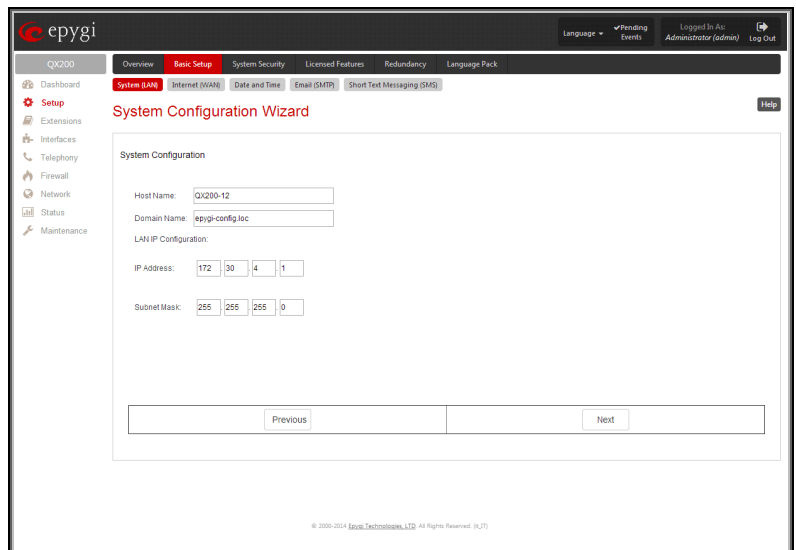 epygi
Language
Pending Events
Logged In As: Administrator (admin)
Log Out
QX200
Overview Basic Setup System Security Licensed Features Redundancy Language Pack
Dashboard
Setup
Extensions
Interfaces
Telephony
Firewall
Network
Status
Maintenance
System (LAN) Internet (WAN) Date and Time Email (SMTP) Short Text Messaging (SMS)
System Configuration Wizard
Help
System Configuration
Host Name: QX200-12
Domain Name: epygi-config.loc
LAN IP Configuration:
IP Address: 172 . 30 . 4 . 1
Subnet Mask: 255 . 255 . 255 . 0
Previous Next
© 2000-2014 Epygi Technologies, LTD. All Rights Reserved. (it_IT)